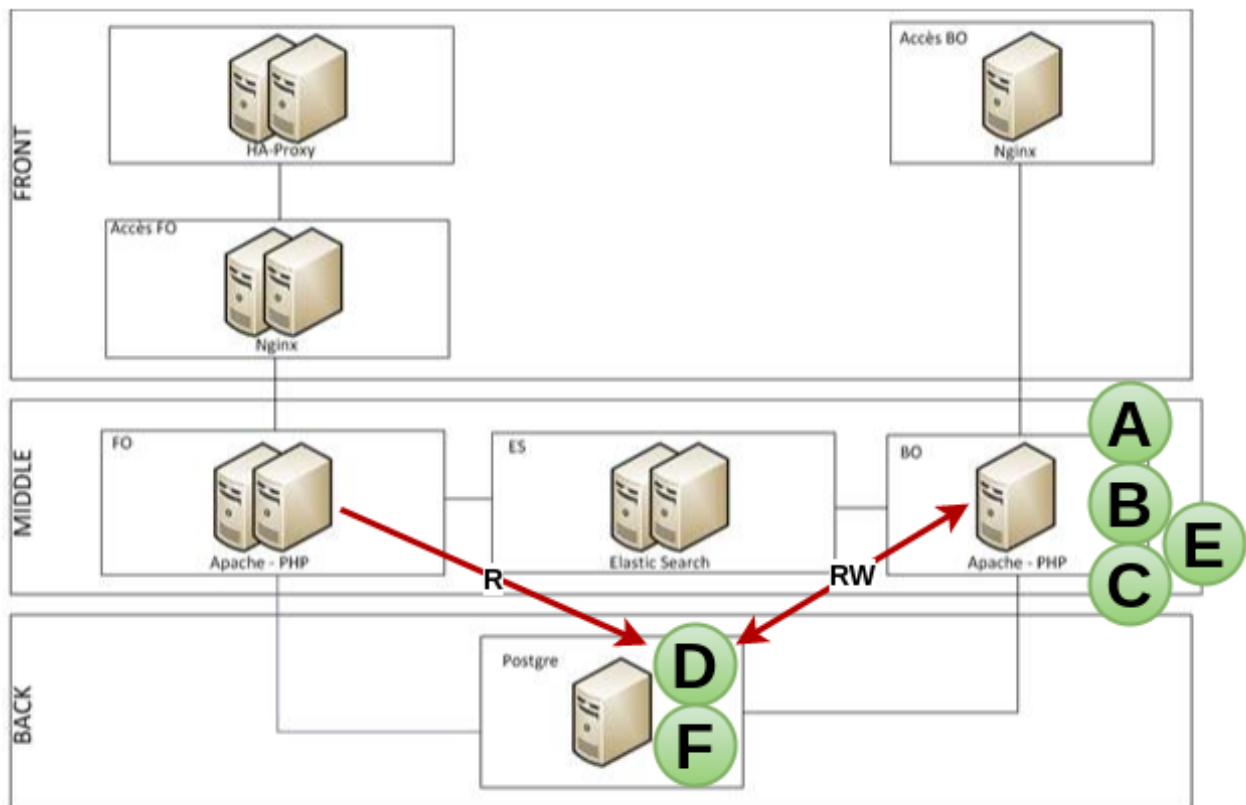 FRONT
HA-Proxy
Accès BO
Nginx
Accès FO
Nginx
MIDDLE
FO
Apache - PHP
ES
Elastic Search
BO
Apache - PHP
A
B
C
E
R
RW
BACK
Postgre
D
F